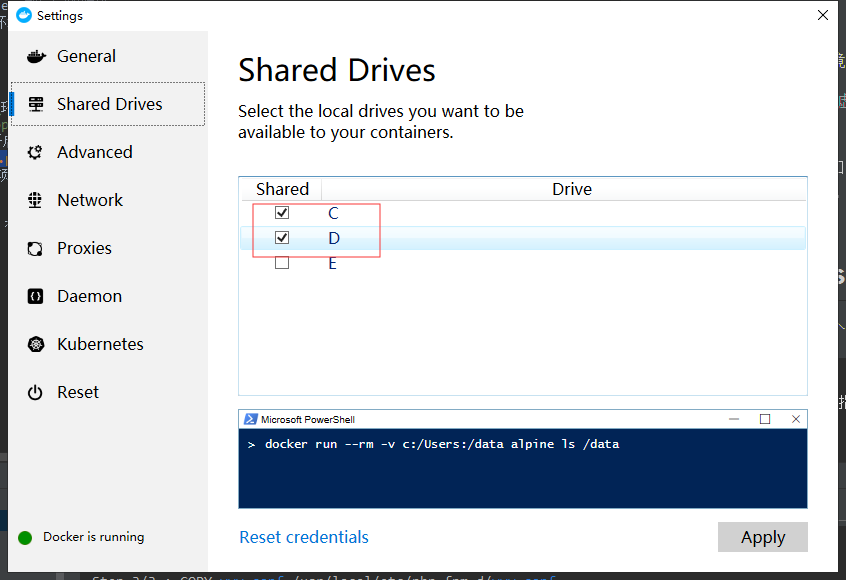 Settings
General
Shared Drives
Advanced
Network
Proxies
Daemon
Kubernetes
Reset
Docker is running
Shared Drives
Select the local drives you want to be
available to your containers.
Shared Drive
C
D
E
Microsoft PowerShell
> docker run --rm -v c:/Users:/data alpine ls /data
Reset credentials
Apply